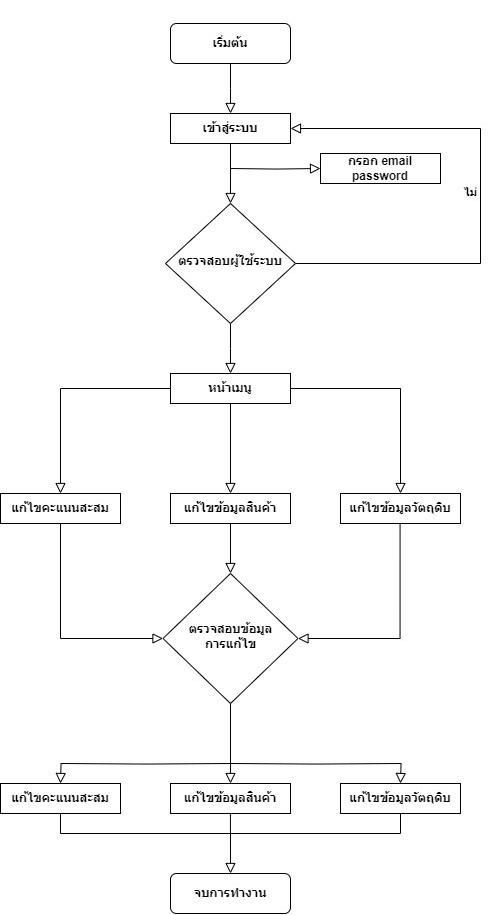 เริ่มต้น
เข้าสู่ระบบ
กรอก email
password
ไม่
ตรวจสอบผู้ใช้ระบบ
หน้าเมนู
แก้ไขคะแนนสะสม
แก้ไขข้อมูลสินค้า
แก้ไขข้อมูลวัตฤดิบ
ตรวจสอบข้อมูล
การแก้ไข
แก้ไขคะแนนสะสม
แก้ไขข้อมูลสินค้า
แก้ไขข้อมูลวัตฤดิบ
จบการทำงาน